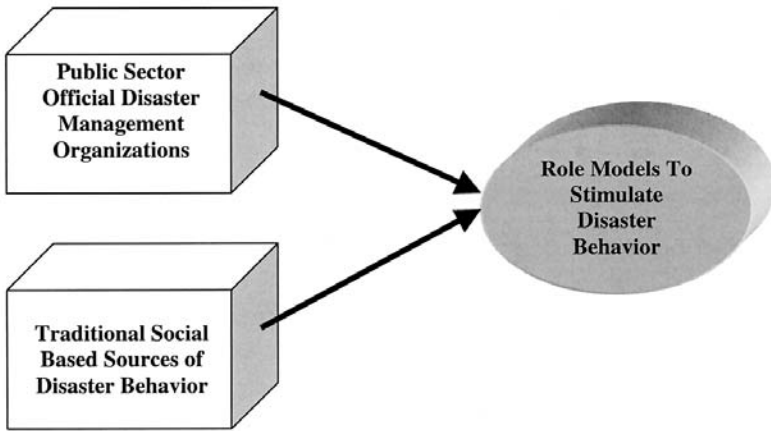 Public Sector
Official Disaster
Management
Organizations
Role Models To
Stimulate
Disaster
Behavior
Traditional Social
Based Sources of
Disaster Behavior